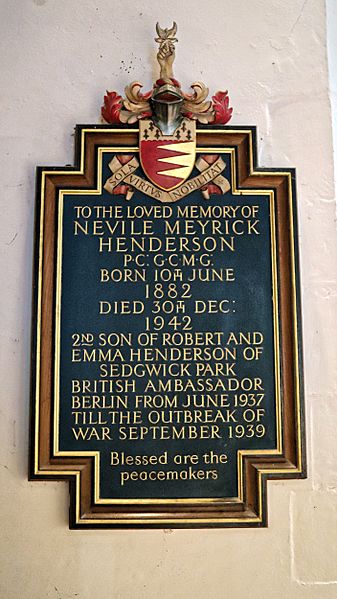 SOLA VIRTUS NOBILITAT
TO THE LOVED MEMORY OF
NEVILE MEYRICK
HENDERSON
P·C: G·C·M·G:
BORN 10TH JUNE
1882
DIED 30TH DEC:
1942
2ND SON OF ROBERT AND
EMMA HENDERSON OF
SEDGWICK PARK
BRITISH AMBASSADOR
BERLIN FROM JUNE 1937
TILL THE OUTBREAK OF
WAR SEPTEMBER 1939
Blessed are the
peacemakers